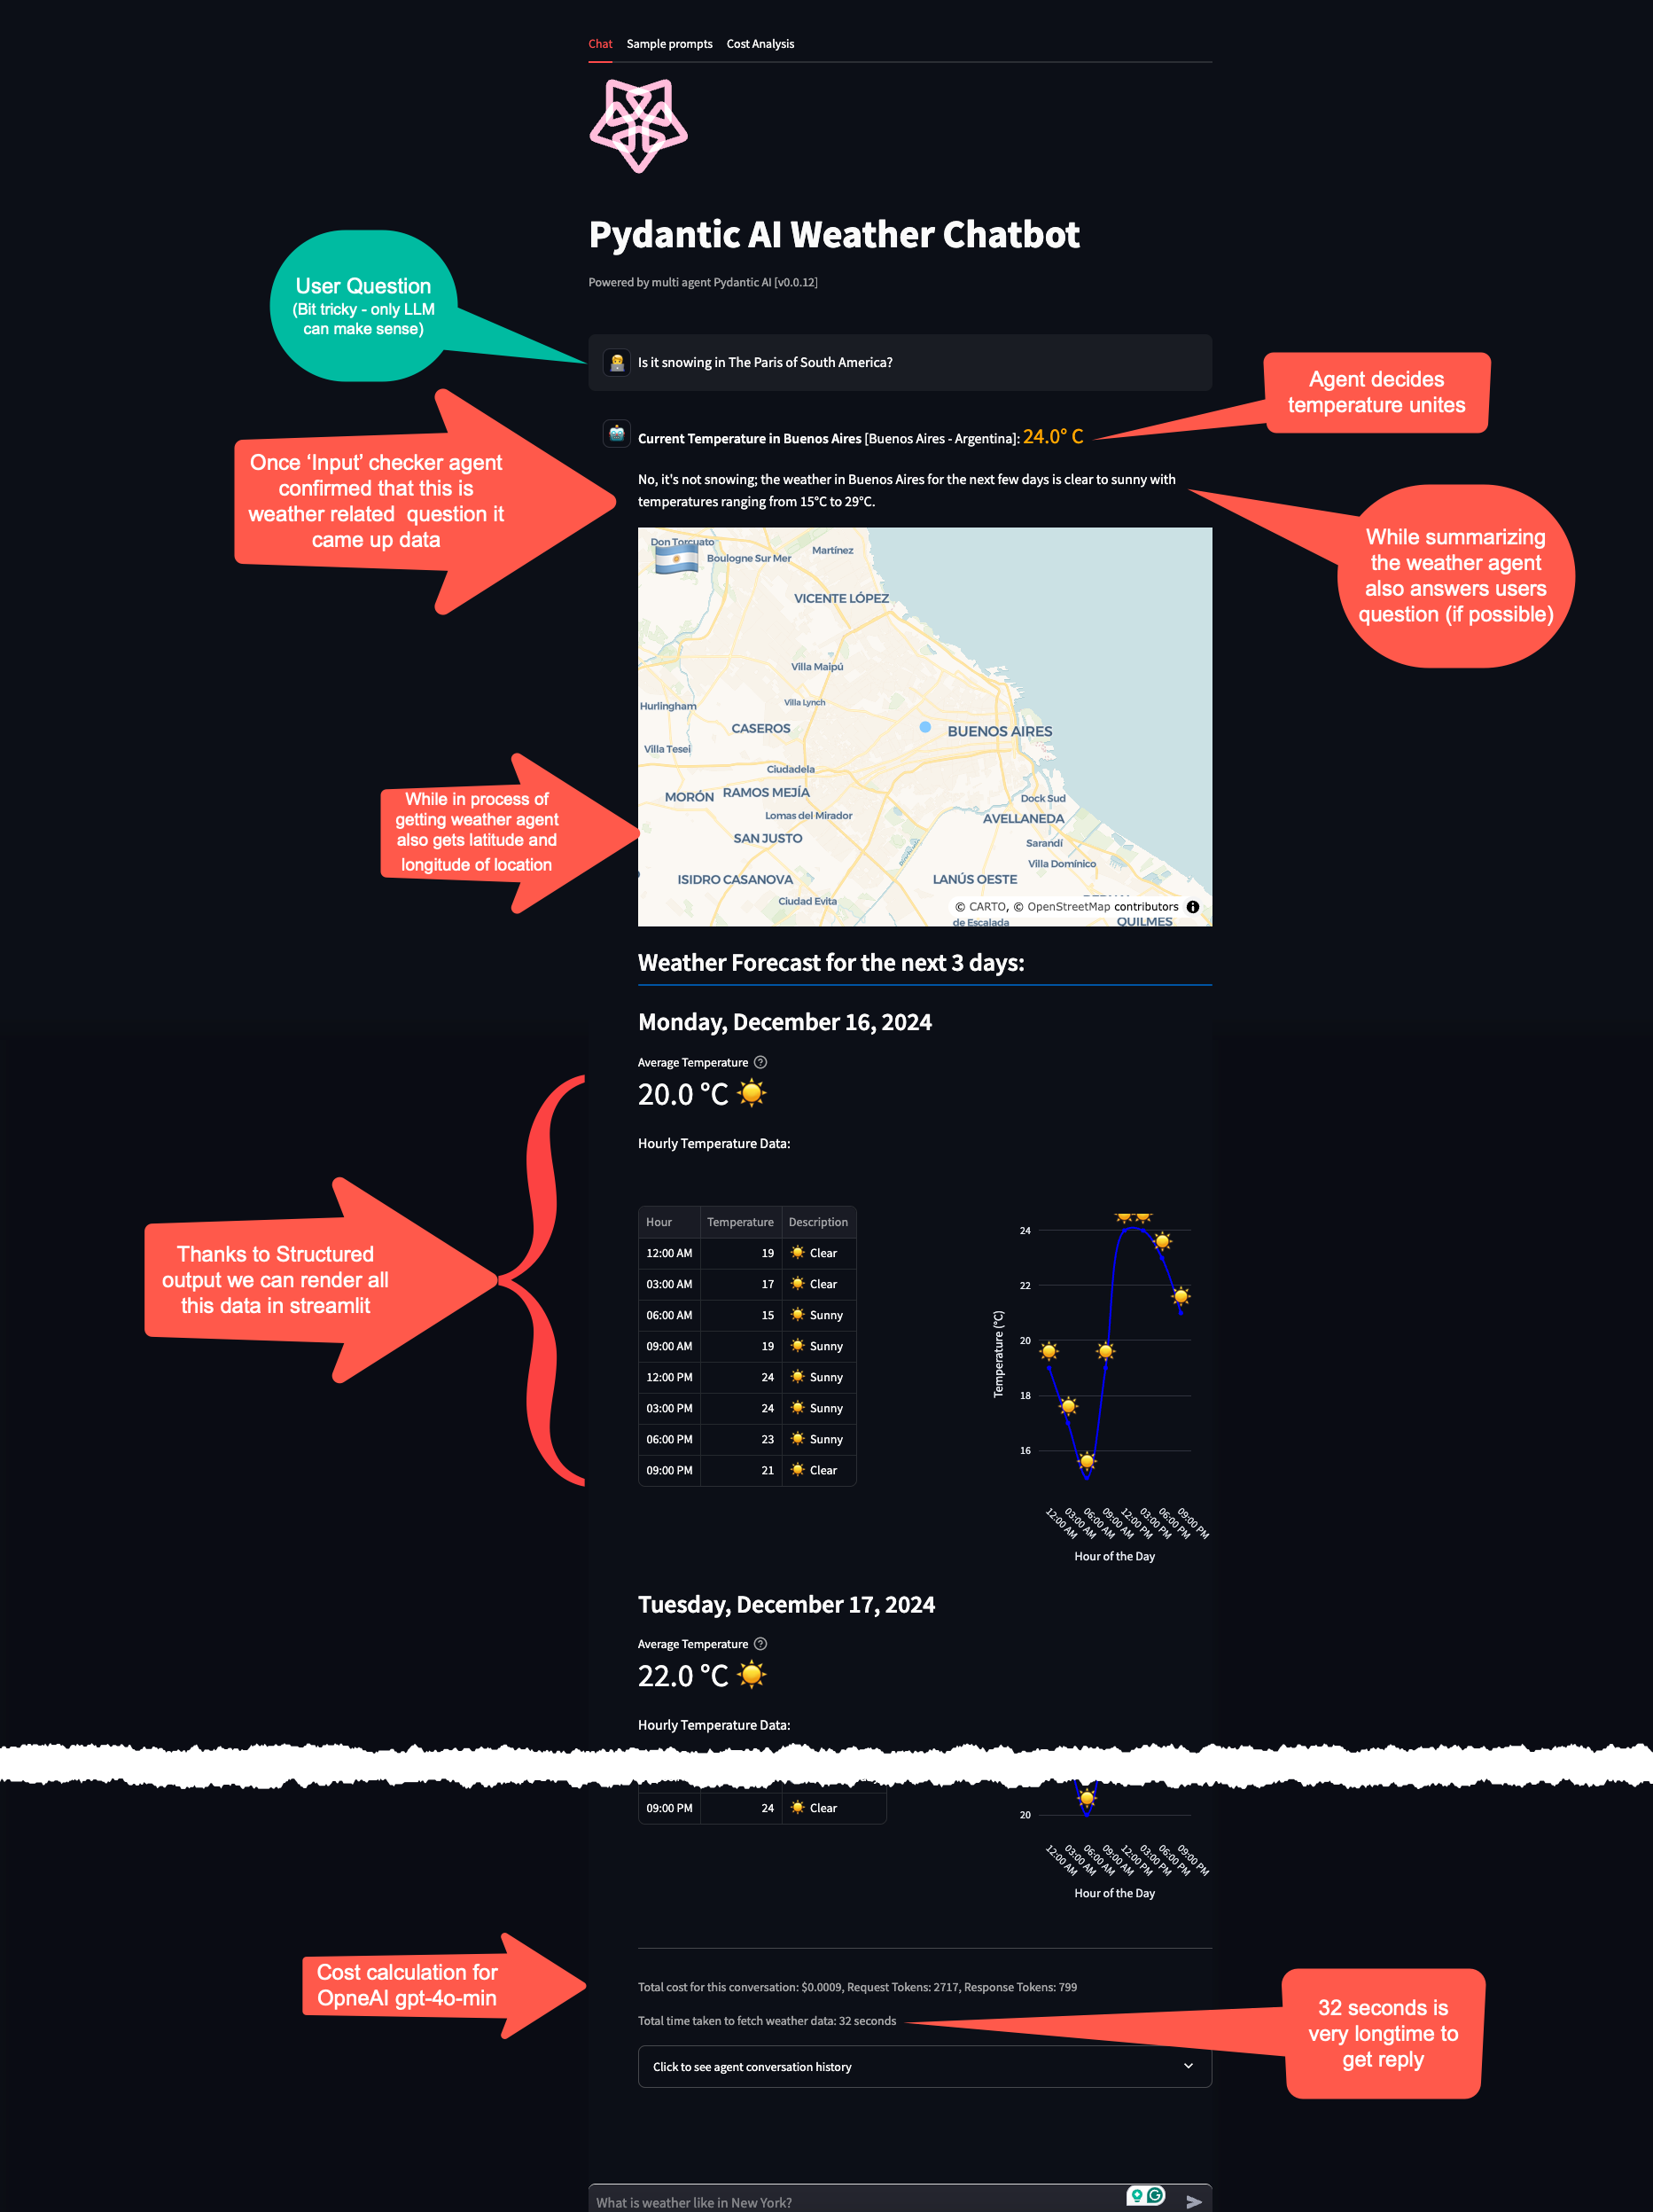 Chat Sample prompts Cost Analysis
Pydantic AI Weather Chatbot
Powered by multi agent Pydantic AI [v0.0.12]
User Question
(Bit tricky - only LLM
can make sense)
Is it snowing in The Paris of South America?
Agent decides
temperature unites
Current Temperature in Buenos Aires [Buenos Aires - Argentina]: 24.0° C
Once ‘Input’ checker agent
confirmed that this is
weather related question it
came up data
No, it's not snowing; the weather in Buenos Aires for the next few days is clear to sunny with
temperatures ranging from 15°C to 29°C.
While summarizing
the weather agent
also answers users
question (if possible)
Don Torcuato
Boulogne Sur Mer
Martínez
VICENTE LÓPEZ
Villa Maipú
Hurlingham
Villa Lynch
CASEROS
BUENOS AIRES
Villa Tesei
Ciudadela
MORÓN
RAMOS MEJÍA
Dock Sud
Lomas del Mirador
AVELLANEDA
SAN JUSTO
Sarandí
Villa Domínico
ISIDRO CASANOVA
LANÚS OESTE
Ciudad Evita
© CARTO, © OpenStreetMap contributors
de Escalada
QUILMES
While in process of
getting weather agent
also gets latitude and
longitude of location
Weather Forecast for the next 3 days:
Monday, December 16, 2024
Average Temperature
20.0 °C
Hourly Temperature Data:
Thanks to Structured
output we can render all
this data in streamlit
Hour Temperature Description
12:00 AM 19 Clear
03:00 AM 17 Clear
06:00 AM 15 Sunny
09:00 AM 19 Sunny
12:00 PM 24 Sunny
03:00 PM 24 Sunny
06:00 PM 23 Sunny
09:00 PM 21 Clear
24
22
20
18
16
Temperature (°C)
12:00 AM
03:00 AM
06:00 AM
09:00 AM
12:00 PM
03:00 PM
06:00 PM
09:00 PM
Hour of the Day
Tuesday, December 17, 2024
Average Temperature
22.0 °C
Hourly Temperature Data:
09:00 PM 24 Clear
20
12:00 AM
03:00 AM
06:00 AM
09:00 AM
12:00 PM
03:00 PM
06:00 PM
09:00 PM
Hour of the Day
Cost calculation for
OpneAI gpt-4o-min
Total cost for this conversation: $0.0009, Request Tokens: 2717, Response Tokens: 799
Total time taken to fetch weather data: 32 seconds
32 seconds is
very longtime to
get reply
Click to see agent conversation history
What is weather like in New York?